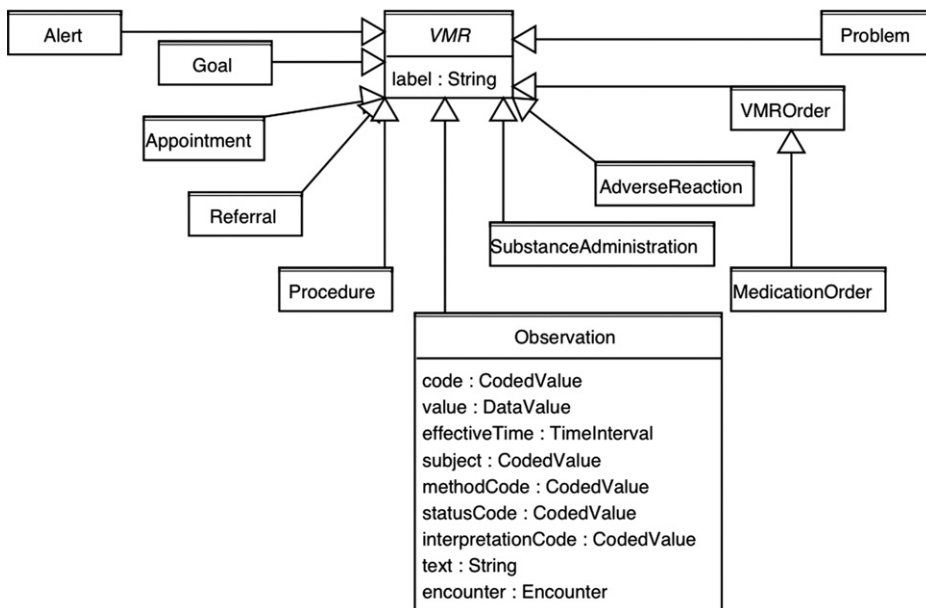 Alert
VMR
Problem
Goal
label : String
VMROrder
Appointment
AdverseReaction
Referral
SubstanceAdministration
Procedure
MedicationOrder
Observation
code : CodedValue
value : DataValue
effectiveTime : TimeInterval
subject : CodedValue
methodCode : CodedValue
statusCode : CodedValue
interpretationCode : CodedValue
text : String
encounter : Encounter